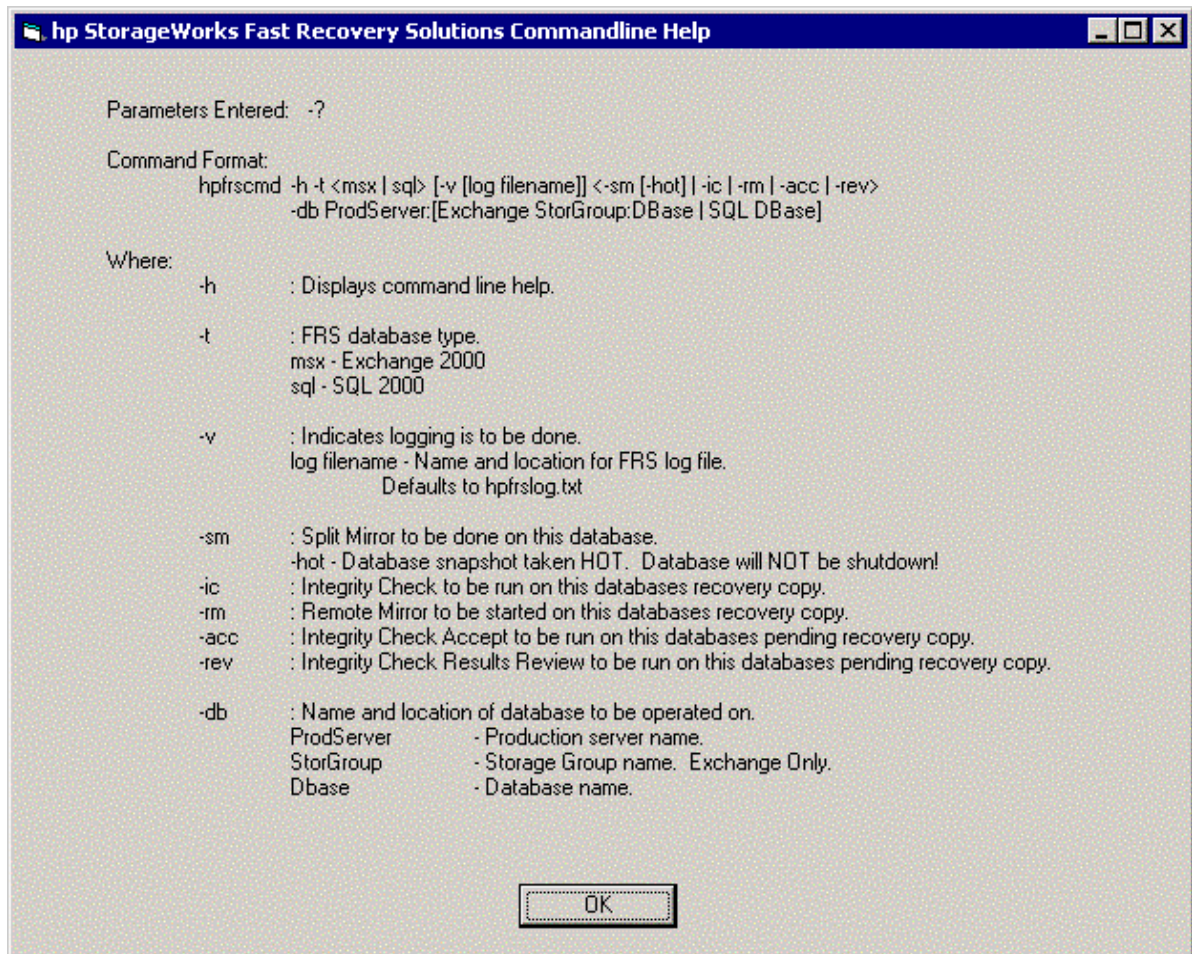 hp StorageWorks Fast Recovery Solutions Commandline Help
Parameters Entered: -?
Command Format:
hpfrscmd -h -t <msx | sql> [-v [log filename]] <-sm [-hot] | -ic | -rm | -acc | -rev>
-db ProdServer:[Exchange StorGroup:DBase | SQL DBase]
Where:
-h : Displays command line help.
-t : FRS database type.
msx - Exchange 2000
sql - SQL 2000
-v : Indicates logging is to be done.
log filename - Name and location for FRS log file.
Defaults to hpfrslog.txt
-sm : Split Mirror to be done on this database.
-hot - Database snapshot taken HOT. Database will NOT be shutdown!
-ic : Integrity Check to be run on this databases recovery copy.
-rm : Remote Mirror to be started on this databases recovery copy.
-acc : Integrity Check Accept to be run on this databases pending recovery copy.
-rev : Integrity Check Results Review to be run on this databases pending recovery copy.
-db : Name and location of database to be operated on.
ProdServer - Production server name.
StorGroup - Storage Group name. Exchange Only.
Dbase - Database name.
OK